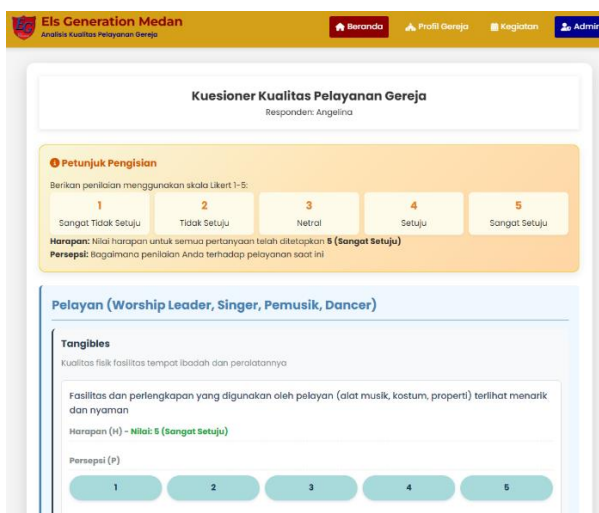 Els Generation Medan
Analisis Kualitas Pelayanan Gereja
Beranda
Profil Gereja
Kegiatan
Admin
Kuesioner Kualitas Pelayanan Gereja
Responden: Angelina
Petunjuk Pengisian
Berikan penilaian menggunakan skala Likert 1-5:
1 2 3 4 5
Sangat Tidak Setuju Tidak Setuju Netral Setuju Sangat Setuju
Harapan: Nilai harapan untuk semua pertanyaan telah ditetapkan 5 (Sangat Setuju)
Persepsi: Bagaimana penilaian Anda terhadap pelayanan saat ini
Pelayan (Worship Leader, Singer, Pemusik, Dancer)
Tangibles
Kualitas fisik fasilitas tempat ibadah dan peralatannya
Fasilitas dan perlengkapan yang digunakan oleh pelayan (alat musik, kostum, properti) terlihat menarik
dan nyaman
Harapan (H) - Nilai: 5 (Sangat Setuju)
Persepsi (P)
1 2 3 4 5